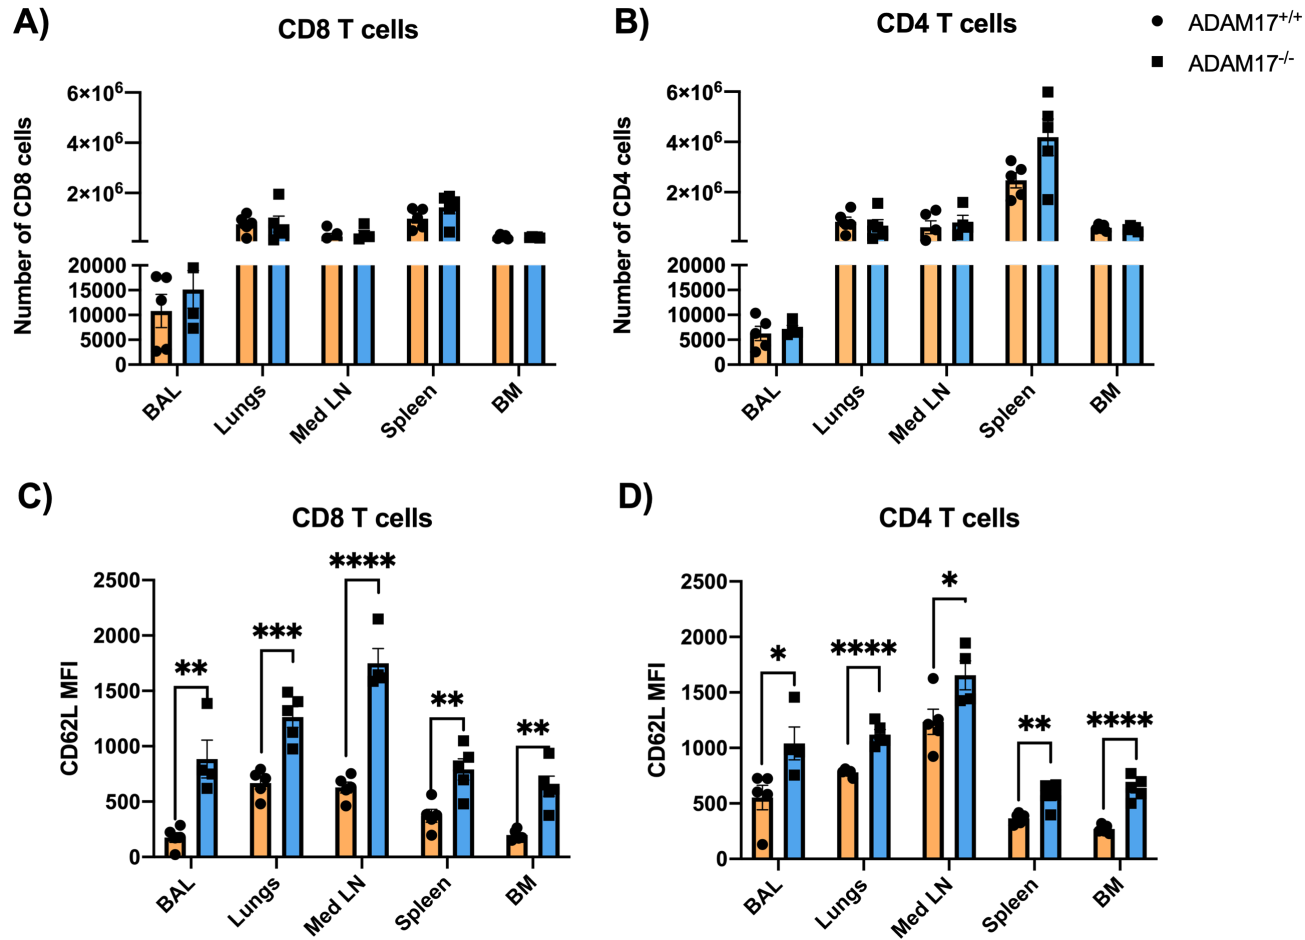 A)
CD8 T cells
B)
CD4 T cells
ADAM17+/+
ADAM17-/-
Number of CD8 cells
6×10⁶
4×10⁶
2×10⁶
20000
15000
10000
5000
0
BAL
Lungs
Med LN
Spleen
BM
Number of CD4 cells
6×10⁶
4×10⁶
2×10⁶
20000
15000
10000
5000
0
BAL
Lungs
Med LN
Spleen
BM
C)
CD8 T cells
CD62L MFI
2500
2000
1500
1000
500
0
**
***
****
**
**
BAL
Lungs
Med LN
Spleen
BM
D)
CD4 T cells
CD62L MFI
2500
2000
1500
1000
500
0
*
****
*
**
****
BAL
Lungs
Med LN
Spleen
BM